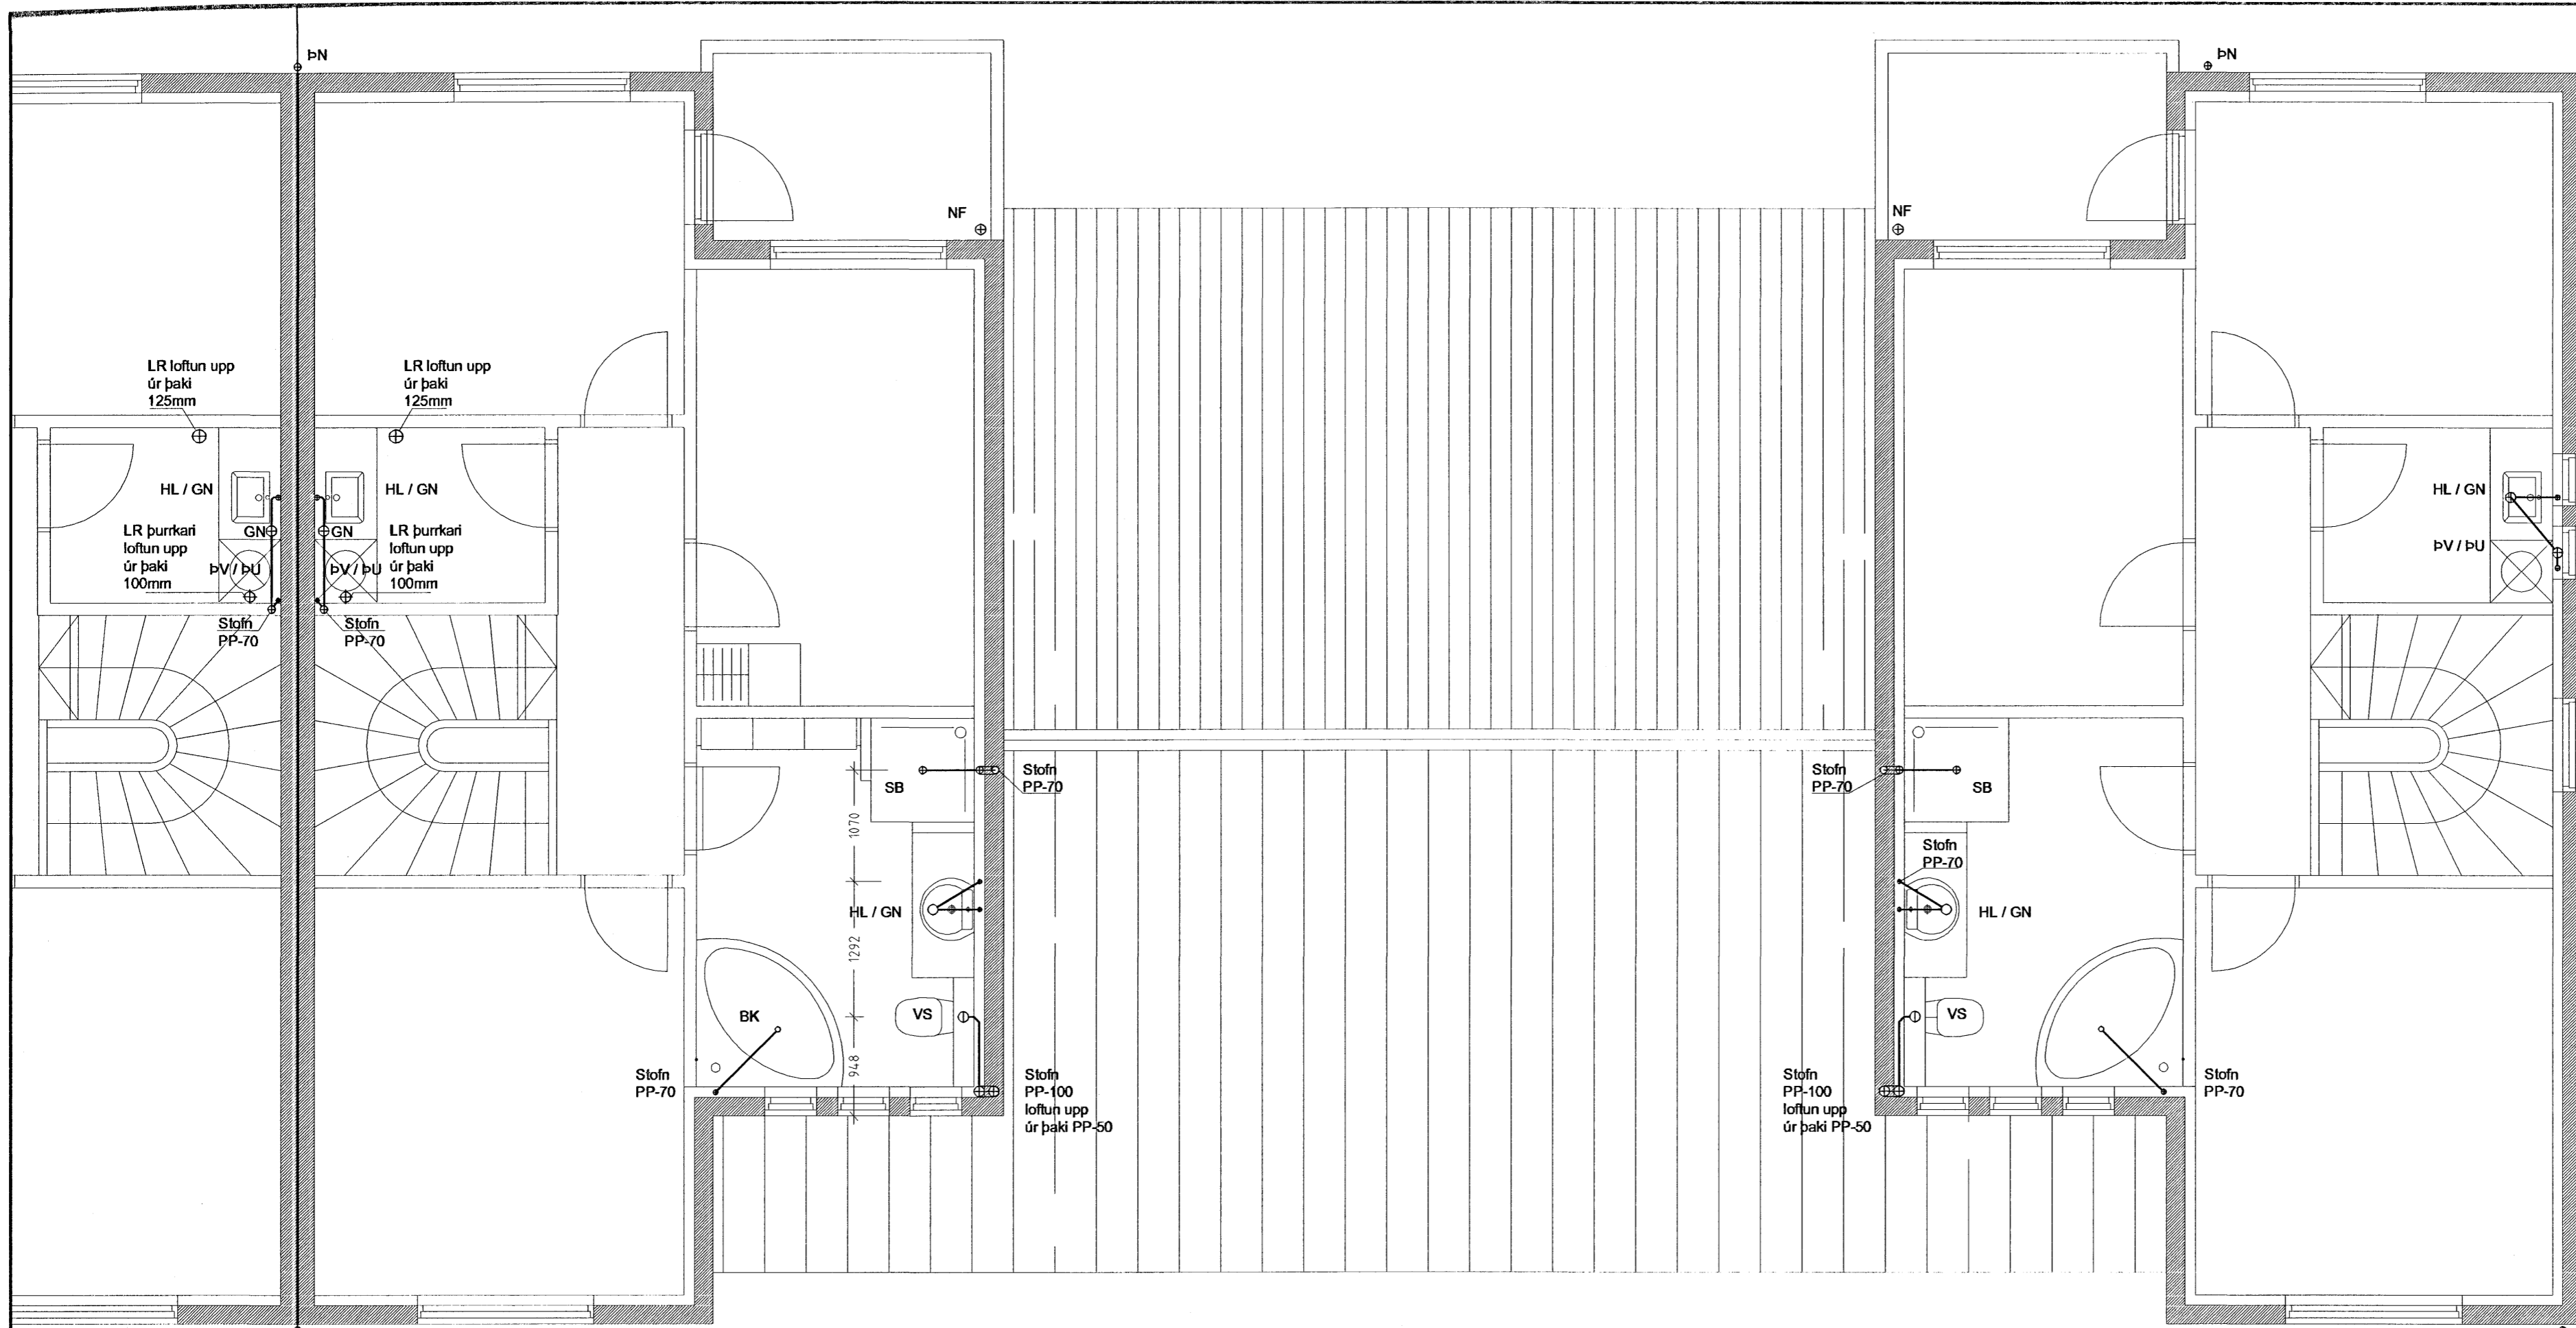 ÞN
ÞN
NF
NF
LR loftun upp
úr þaki
125mm
LR loftun upp
úr þaki
125mm
HL / GN
HL / GN
HL / GN
GN
GN
LR þurrkari
loftun upp
úr þaki
100mm
LR þurrkari
loftun upp
úr þaki
100mm
ÞV / ÞU
ÞV / ÞU
ÞV / ÞU
Stofn
PP-70
Stofn
PP-70
SB
Stofn
PP-70
Stofn
PP-70
SB
1070
Stofn
PP-70
HL / GN
HL / GN
1292
BK
VS
VS
948
Stofn
PP-70
Stofn
PP-100
loftun upp
úr þaki PP-50
Stofn
PP-100
loftun upp
úr þaki PP-50
Stofn
PP-70